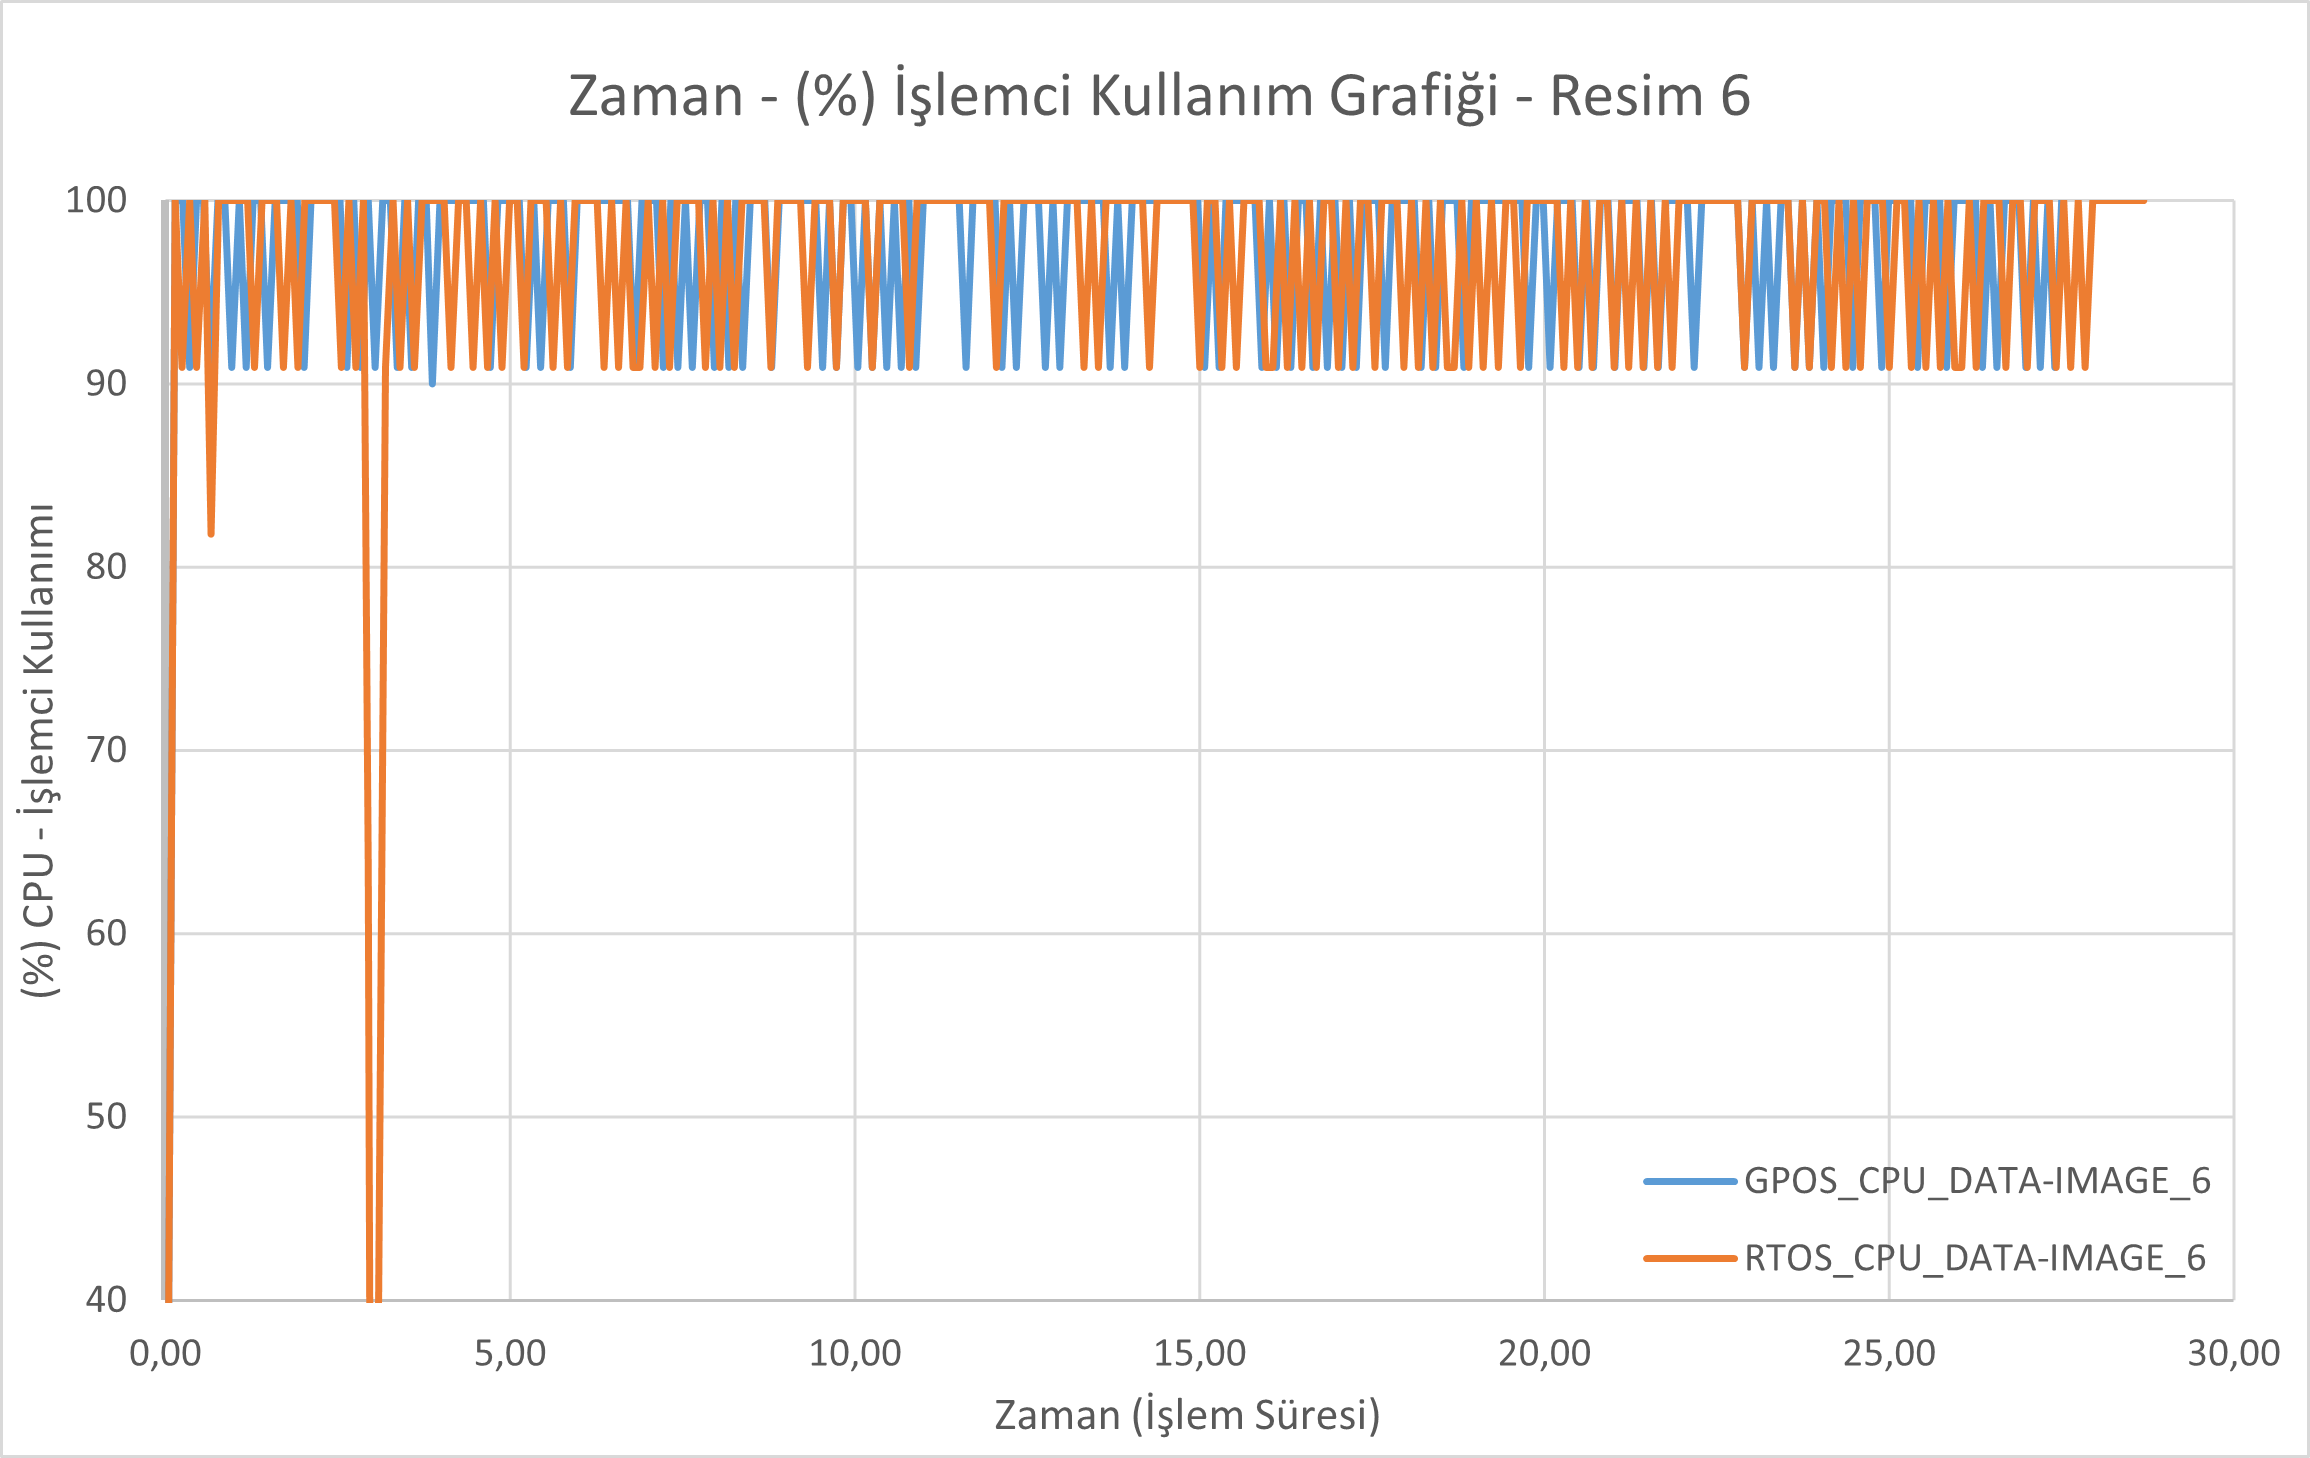 Zaman - (%) İşlemci Kullanım Grafiği - Resim 6
100
90
80
70
60
50
40
(%) CPU - İşlemci Kullanımı
GPOS_CPU_DATA-IMAGE_6
RTOS_CPU_DATA-IMAGE_6
0,00 5,00 10,00 15,00 20,00 25,00 30,00
Zaman (İşlem Süresi)